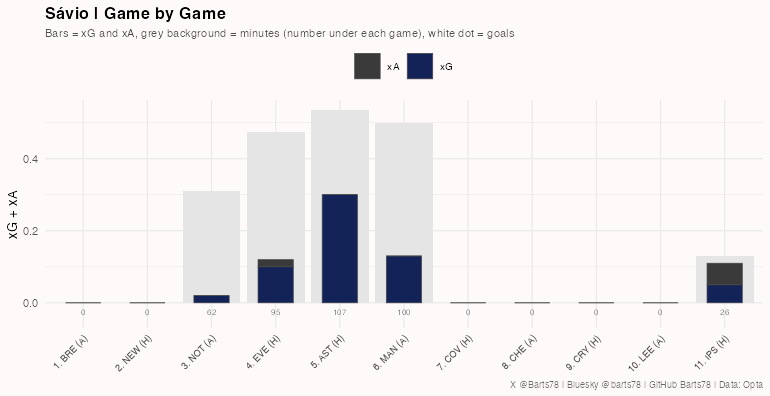 Sávio | Game by Game
Bars = xG and xA, grey background = minutes (number under each game), white dot = goals
xA xG
xG + xA
0.4
0.2
0.0
0 0 62 95 107 100 0 0 0 0 26
1. BRE (A)
2. NEW (H)
3. NOT (A)
4. EVE (H)
5. AST (H)
6. MAN (A)
7. COV (H)
8. CHE (A)
9. CRY (H)
10. LEE (A)
11. IPS (H)
X @Barts78 | Bluesky @barts78 | GitHub Barts78 | Data: Opta